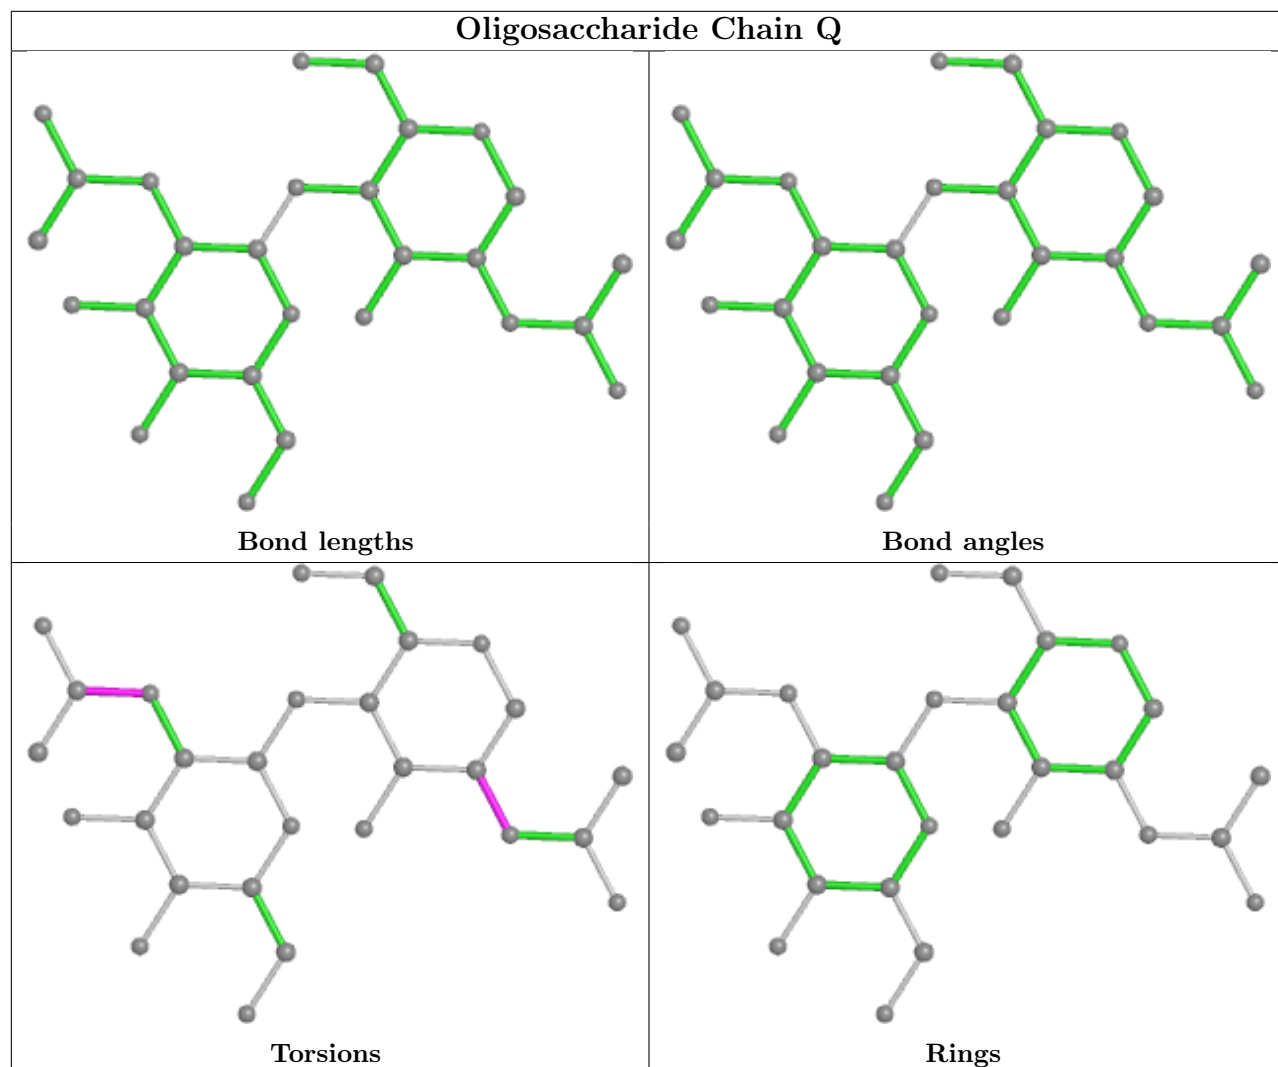 Oligosaccharide Chain Q
Bond lengths
Bond angles
Torsions
Rings